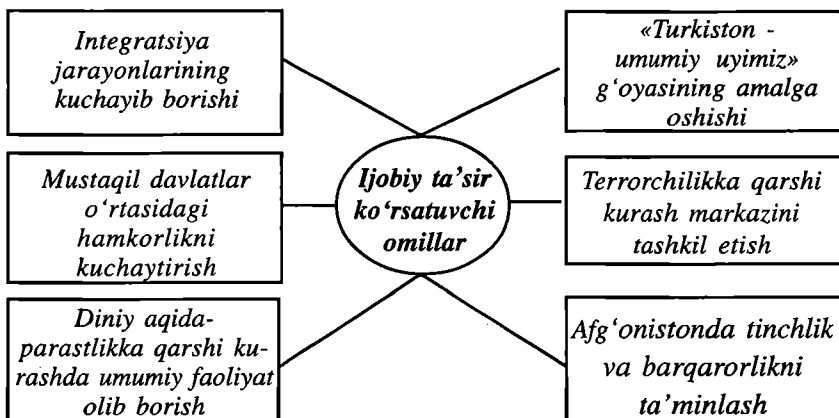 Integratsiya
jarayonlarining
kuchayib borishi
«Turkiston -
umumiy uyimiz»
g‘oyasining amalga
oshishi
Mustaqil davlatlar
o‘rtasidagi
hamkorlikni
kuchaytirish
Ijobiy ta’sir
ko‘rsatuvchi
omillar
Terrorchilikka qarshi
kurash markazini
tashkil etish
Diniy aqida-
parastlikka qarshi ku-
rashda umumiy faoliyat
olib borish
Afg‘onistonda tinchlik
va barqarorlikni
ta’minlash